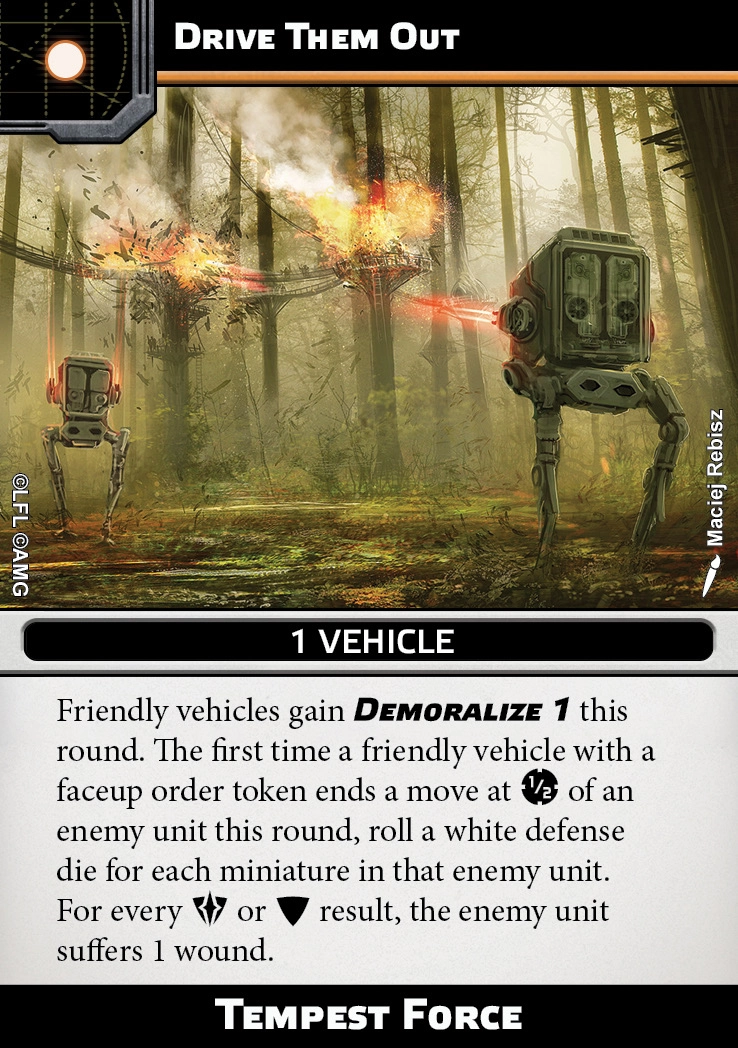 Drive Them Out
©LFL ©AMG
Maciej Rebisz
1 VEHICLE
Friendly vehicles gain Demoralize 1 this
round. The first time a friendly vehicle with a
faceup order token ends a move at 1/2 of an
enemy unit this round, roll a white defense
die for each miniature in that enemy unit.
For every or result, the enemy unit
suffers 1 wound.
Tempest Force